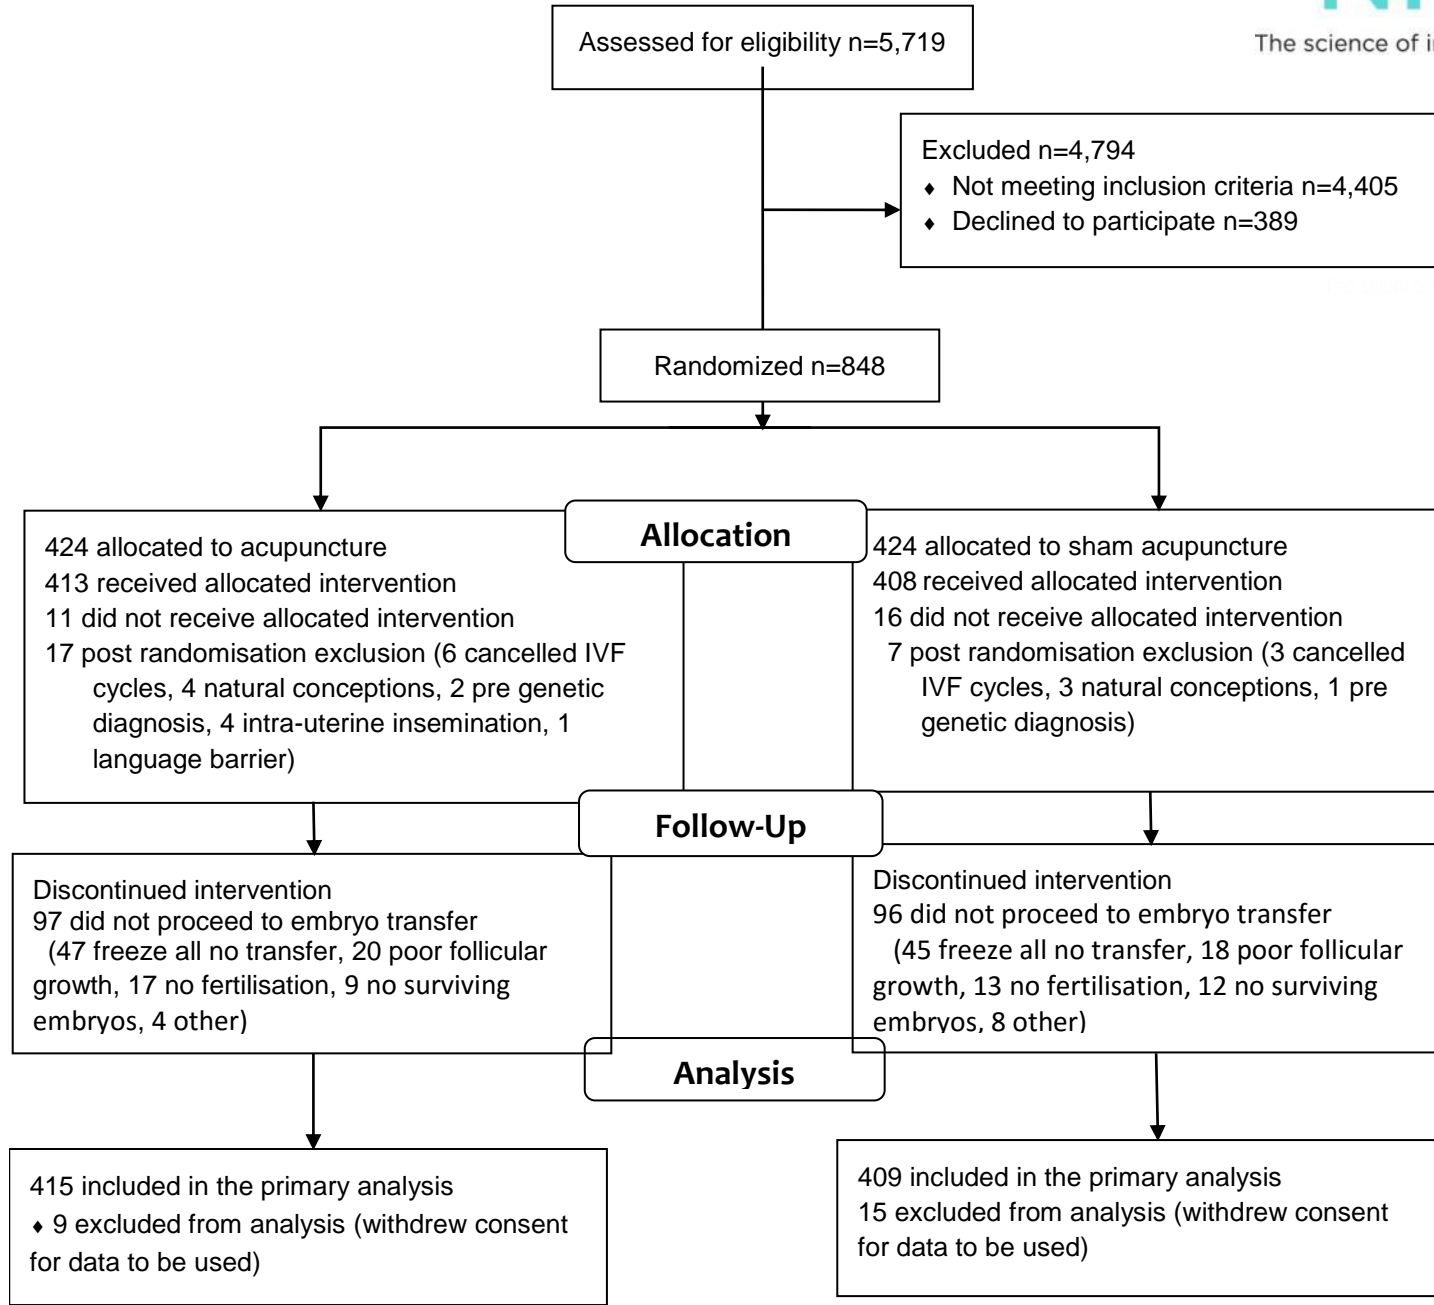 The science of
Assessed for eligibility n=5,719
Excluded n=4,794
♦ Not meeting inclusion criteria n=4,405
♦ Declined to participate n=389
Randomized n=848
Allocation
424 allocated to acupuncture
413 received allocated intervention
11 did not receive allocated intervention
17 post randomisation exclusion (6 cancelled IVF
cycles, 4 natural conceptions, 2 pre genetic
diagnosis, 4 intra-uterine insemination, 1
language barrier)
424 allocated to sham acupuncture
408 received allocated intervention
16 did not receive allocated intervention
7 post randomisation exclusion (3 cancelled
IVF cycles, 3 natural conceptions, 1 pre
genetic diagnosis)
Follow-Up
Discontinued intervention
97 did not proceed to embryo transfer
(47 freeze all no transfer, 20 poor follicular
growth, 17 no fertilisation, 9 no surviving
embryos, 4 other)
Discontinued intervention
96 did not proceed to embryo transfer
(45 freeze all no transfer, 18 poor follicular
growth, 13 no fertilisation, 12 no surviving
embryos, 8 other)
Analysis
415 included in the primary analysis
♦ 9 excluded from analysis (withdrew consent
for data to be used)
409 included in the primary analysis
15 excluded from analysis (withdrew consent
for data to be used)